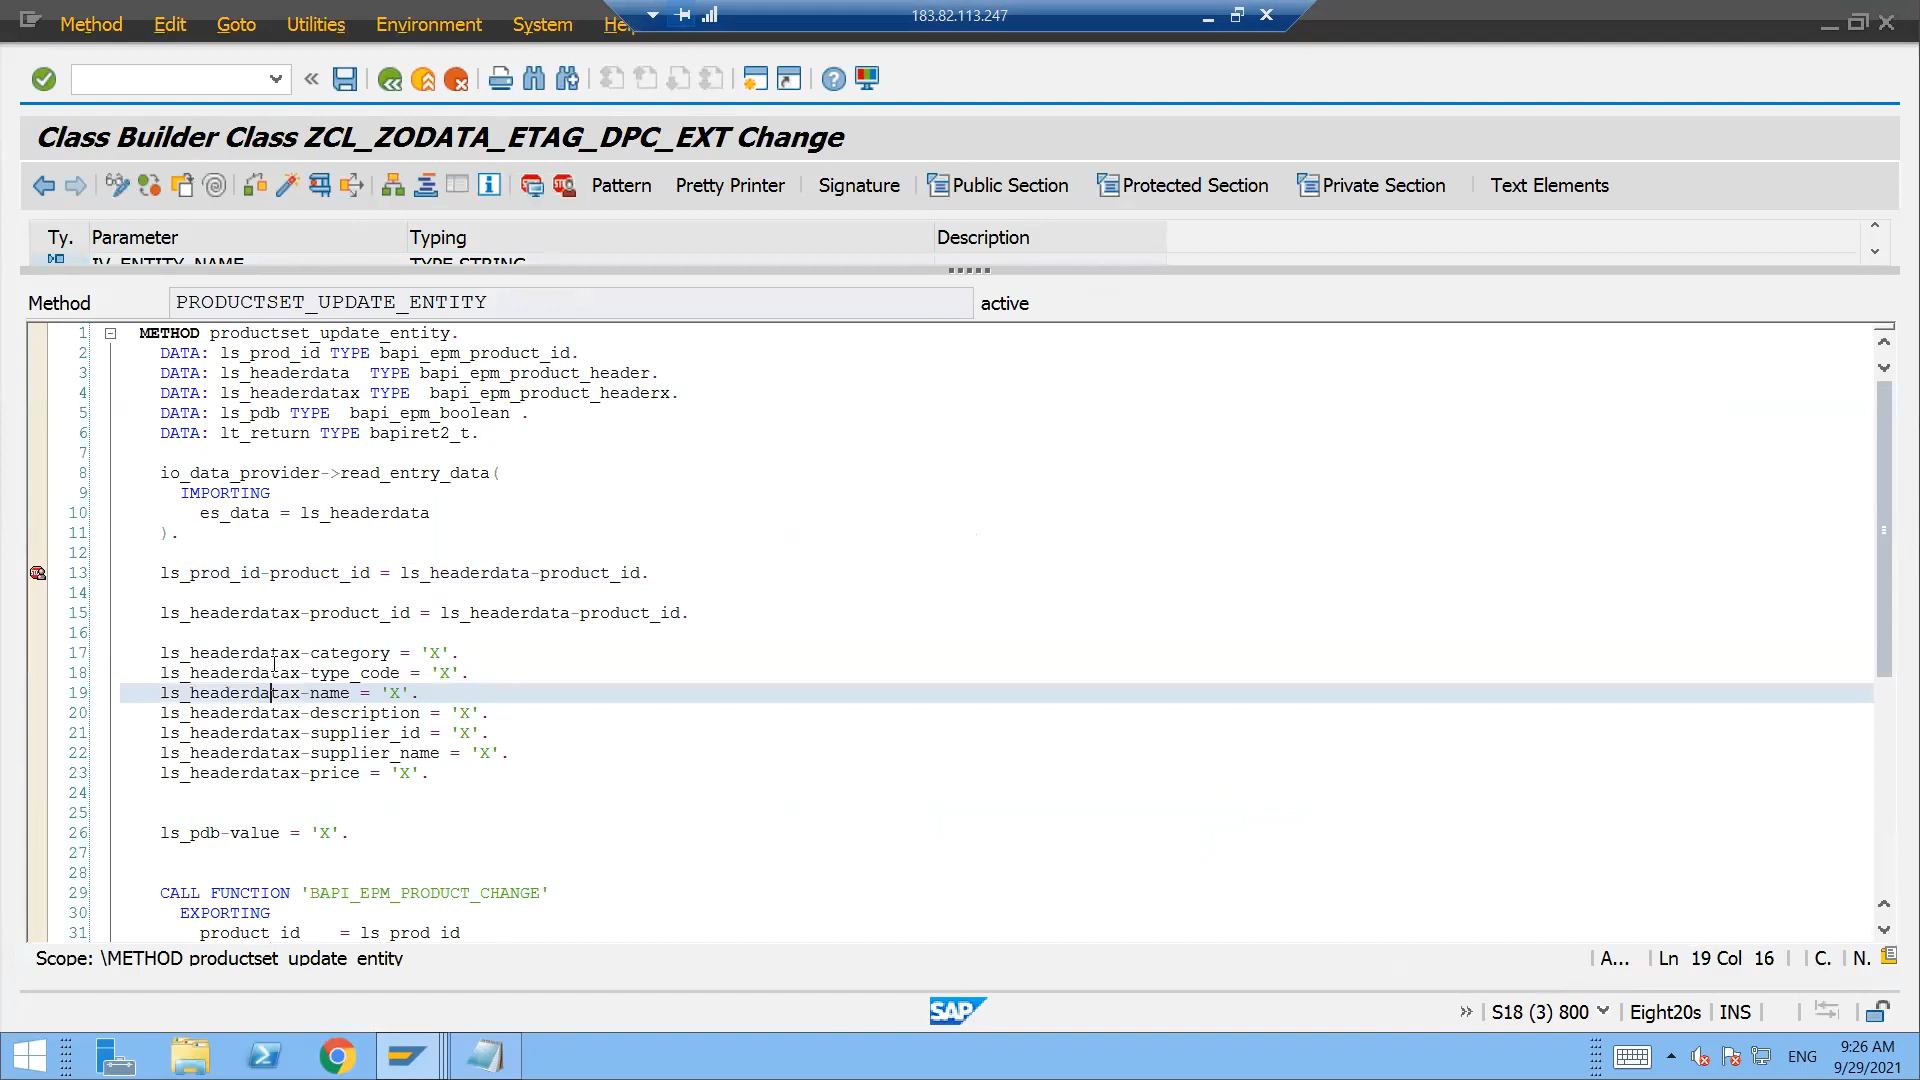 183.82.113.247
Method Edit Goto Utilities Environment System
Class Builder Class ZCL_ZODATA_ETAG_DPC_EXT Change
Pattern Pretty Printer Signature Public Section Protected Section Private Section Text Elements
Ty. Parameter Typing Description
IV_ENTITY_NAME TYPE STRING
Method PRODUCTSET_UPDATE_ENTITY active
1 METHOD productset_update_entity.
2 DATA: ls_prod_id TYPE bapi_epm_product_id.
3 DATA: ls_headerdata TYPE bapi_epm_product_header.
4 DATA: ls_headerdatax TYPE bapi_epm_product_headerx.
5 DATA: ls_pdb TYPE bapi_epm_boolean .
6 DATA: lt_return TYPE bapiret2_t.
7
8 io_data_provider->read_entry_data(
9 IMPORTING
10 es_data = ls_headerdata
11 ).
12
13 ls_prod_id-product_id = ls_headerdata-product_id.
14
15 ls_headerdatax-product_id = ls_headerdata-product_id.
16
17 ls_headerdatax-category = 'X'.
18 ls_headerdatax-type_code = 'X'.
19 ls_headerdatax-name = 'X'.
20 ls_headerdatax-description = 'X'.
21 ls_headerdatax-supplier_id = 'X'.
22 ls_headerdatax-supplier_name = 'X'.
23 ls_headerdatax-price = 'X'.
24
25
26 ls_pdb-value = 'X'.
27
28
29 CALL FUNCTION 'BAPI_EPM_PRODUCT_CHANGE'
30 EXPORTING
31 product_id = ls_prod_id
Scope: \METHOD productset_update_entity A... Ln 19 Col 16 C. N.
SAP S18 (3) 800 Eight20s INS
ENG 9:26 AM
9/29/2021